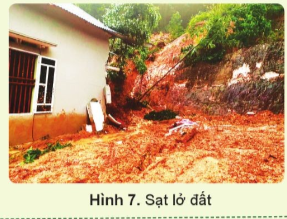 Hình 7. Sạt lở đất